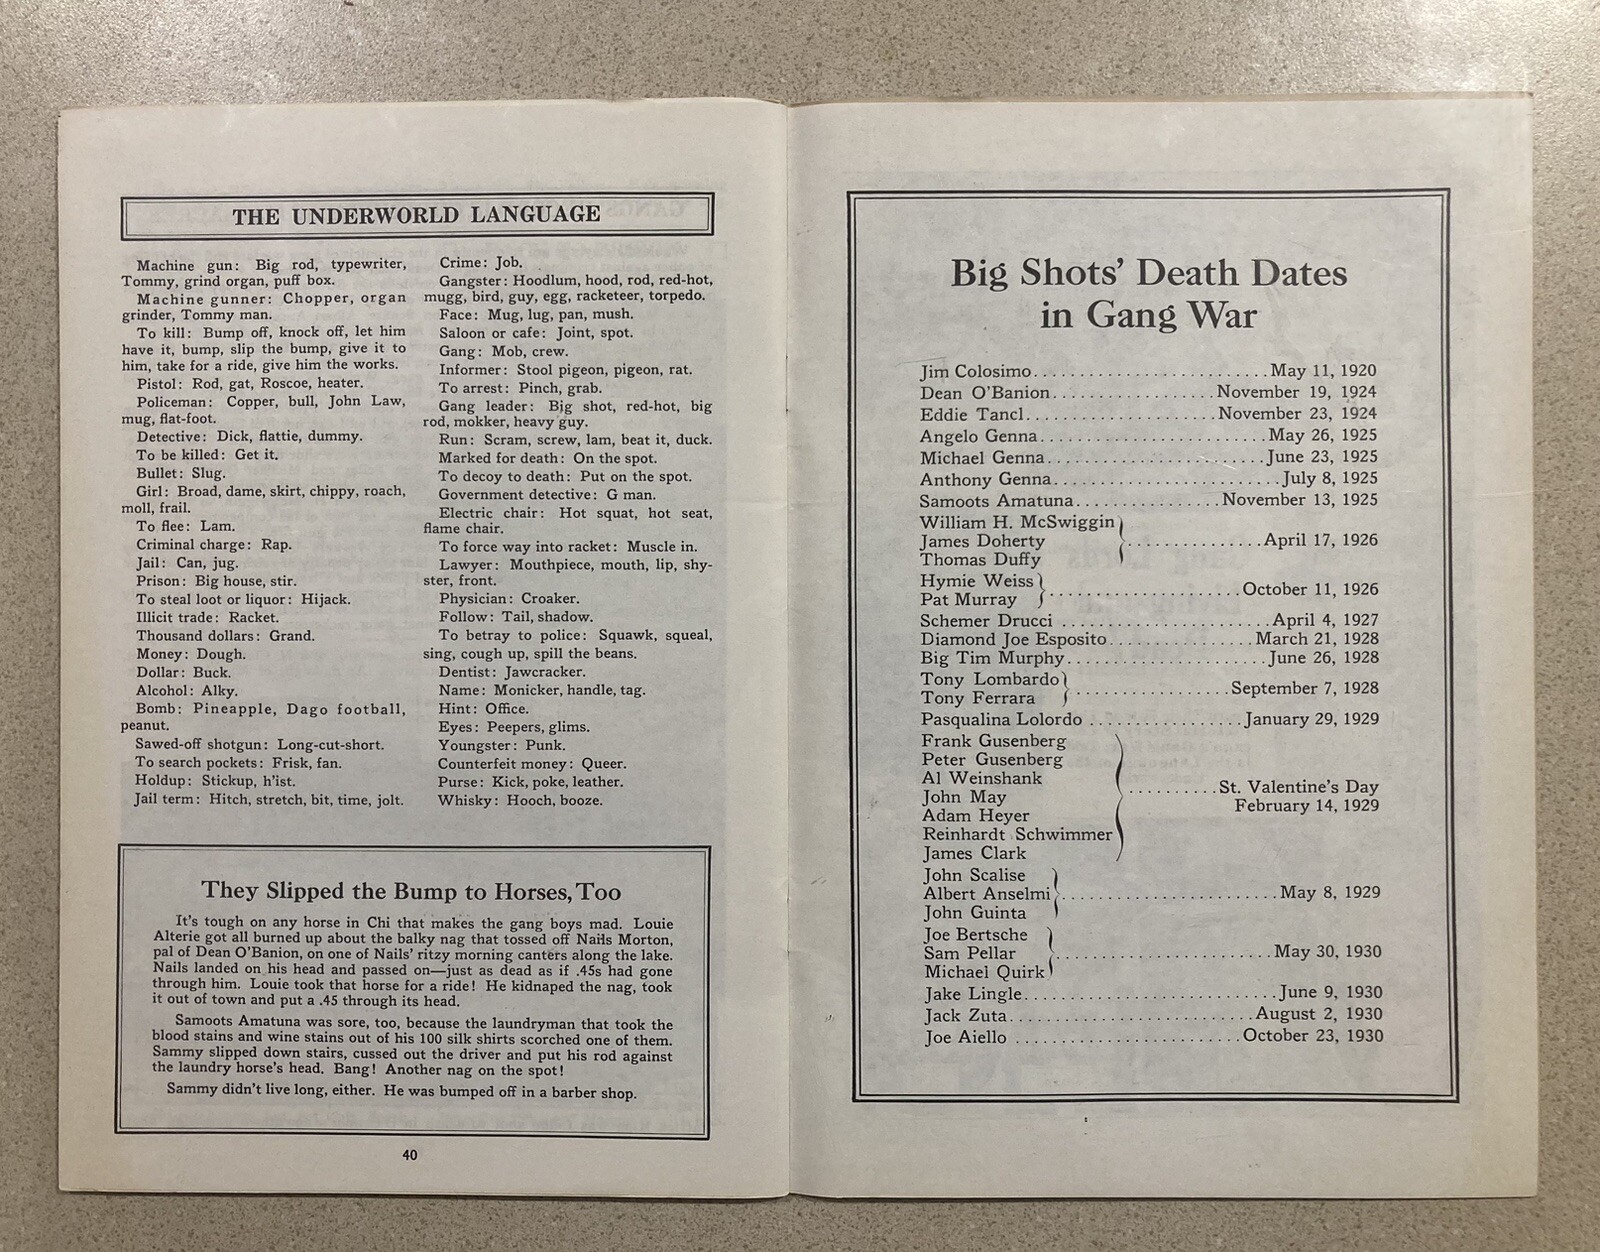 THE UNDERWORLD LANGUAGE
Machine gun: Big rod, typewriter,
Tommy, grind organ, puff box.
Machine gunner: Chopper, organ
grinder, Tommy man.
To kill: Bump off, knock off, let him
have it, bump, slip the bump, give it to
him, take for a ride, give him the works.
Pistol: Rod, gat, Roscoe, heater.
Policeman: Copper, bull, John Law,
mug, flat-foot.
Detective: Dick, flattie, dummy.
To be killed: Get it.
Bullet: Slug.
Girl: Broad, dame, skirt, chippy, roach,
moll, frail.
To flee: Lam.
Criminal charge: Rap.
Jail: Can, jug.
Prison: Big house, stir.
To steal loot or liquor: Hijack.
Illicit trade: Racket.
Thousand dollars: Grand.
Money: Dough.
Dollar: Buck.
Alcohol: Alky.
Bomb: Pineapple, Dago football,
peanut.
Sawed-off shotgun: Long-cut-short.
To search pockets: Frisk, fan.
Holdup: Stickup, h'ist.
Jail term: Hitch, stretch, bit, time, jolt.
Crime: Job.
Gangster: Hoodlum, hood, rod, red-hot,
mugg, bird, guy, egg, racketeer, torpedo.
Face: Mug, lug, pan, mush.
Saloon or cafe: Joint, spot.
Gang: Mob, crew.
Informer: Stool pigeon, pigeon, rat.
To arrest: Pinch, grab.
Gang leader: Big shot, red-hot, big
rod, mokker, heavy guy.
Run: Scram, screw, lam, beat it, duck.
Marked for death: On the spot.
To decoy to death: Put on the spot.
Government detective: G man.
Electric chair: Hot squat, hot seat,
flame chair.
To force way into racket: Muscle in.
Lawyer: Mouthpiece, mouth, lip, shy-
ster, front.
Physician: Croaker.
Follow: Tail, shadow.
To betray to police: Squawk, squeal,
sing, cough up, spill the beans.
Dentist: Jawcracker.
Name: Monicker, handle, tag.
Hint: Office.
Eyes: Peepers, glims.
Youngster: Punk.
Counterfeit money: Queer.
Purse: Kick, poke, leather.
Whisky: Hooch, booze.
They Slipped the Bump to Horses, Too
It's tough on any horse in Chi that makes the gang boys mad. Louie
Alterie got all burned up about the balky nag that tossed off Nails Morton,
pal of Dean O'Banion, on one of Nails' ritzy morning canters along the lake.
Nails landed on his head and passed on—just as dead as if .45s had gone
through him. Louie took that horse for a ride! He kidnaped the nag, took
it out of town and put a .45 through its head.
Samoots Amatuna was sore, too, because the laundryman that took the
blood stains and wine stains out of his 100 silk shirts scorched one of them.
Sammy slipped down stairs, cussed out the driver and put his rod against
the laundry horse's head. Bang! Another nag on the spot!
Sammy didn't live long, either. He was bumped off in a barber shop.
40
Big Shots' Death Dates
in Gang War
Jim Colosimo..........................May 11, 1920
Dean O'Banion..................November 19, 1924
Eddie Tancl.....................November 23, 1924
Angelo Genna.........................May 26, 1925
Michael Genna........................June 23, 1925
Anthony Genna.........................July 8, 1925
Samoots Amatuna................November 13, 1925
William H. McSwiggin
James Doherty ...............April 17, 1926
Thomas Duffy
Hymie Weiss
.....................October 11, 1926
Pat Murray
Schemer Drucci .......................April 4, 1927
Diamond Joe Esposito................March 21, 1928
Big Tim Murphy......................June 26, 1928
Tony Lombardo
.................September 7, 1928
Tony Ferrara
Pasqualina Lolordo .................January 29, 1929
Frank Gusenberg
Peter Gusenberg
Al Weinshank
..........St. Valentine's Day
John May
February 14, 1929
Adam Heyer
Reinhardt Schwimmer
James Clark
John Scalise
Albert Anselmi........................May 8, 1929
John Guinta
Joe Bertsche
Sam Pellar ........................May 30, 1930
Michael Quirk
Jake Lingle............................June 9, 1930
Jack Zuta...........................August 2, 1930
Joe Aiello .........................October 23, 1930